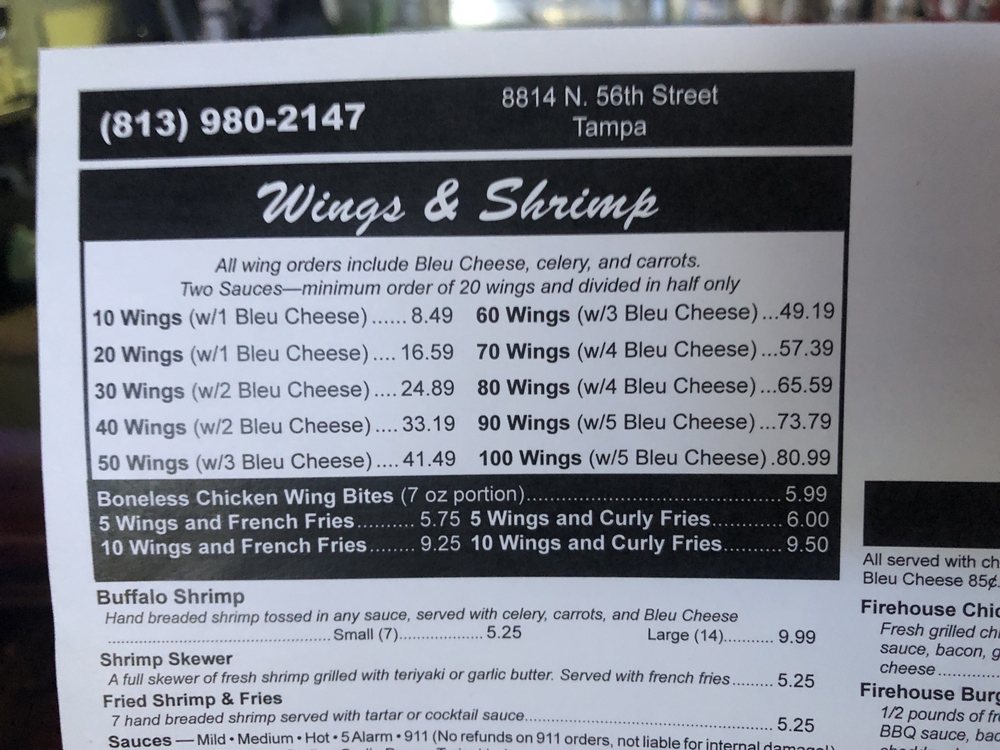 (813) 980-2147
8814 N. 56th Street
Tampa
Wings & Shrimp
All wing orders include Bleu Cheese, celery, and carrots.
Two Sauces—minimum order of 20 wings and divided in half only
10 Wings (w/1 Bleu Cheese) ...... 8.49
20 Wings (w/1 Bleu Cheese) .... 16.59
30 Wings (w/2 Bleu Cheese) .... 24.89
40 Wings (w/2 Bleu Cheese) .... 33.19
50 Wings (w/3 Bleu Cheese) .... 41.49
60 Wings (w/3 Bleu Cheese) ...49.19
70 Wings (w/4 Bleu Cheese) ...57.39
80 Wings (w/4 Bleu Cheese) ...65.59
90 Wings (w/5 Bleu Cheese) ...73.79
100 Wings (w/5 Bleu Cheese) .80.99
Boneless Chicken Wing Bites (7 oz portion)........................................ 5.99
5 Wings and French Fries.......... 5.75 5 Wings and Curly Fries............ 6.00
10 Wings and French Fries........ 9.25 10 Wings and Curly Fries.......... 9.50
Buffalo Shrimp
Hand breaded shrimp tossed in any sauce, served with celery, carrots, and Bleu Cheese
............................................Small (7)................... 5.25 Large (14)........... 9.99
Shrimp Skewer
A full skewer of fresh shrimp grilled with teriyaki or garlic butter. Served with french fries......... 5.25
Fried Shrimp & Fries
7 hand breaded shrimp served with tartar or cocktail sauce...................................................... 5.25
Sauces — Mild • Medium • Hot • 5 Alarm • 911 (No refunds on 911 orders, not liable for internal damage!)
All served with ch
Bleu Cheese 85¢.
Firehouse Chic
Fresh grilled ch
sauce, bacon, g
cheese............
Firehouse Burg
1/2 pounds of fr
BBQ sauce, bac